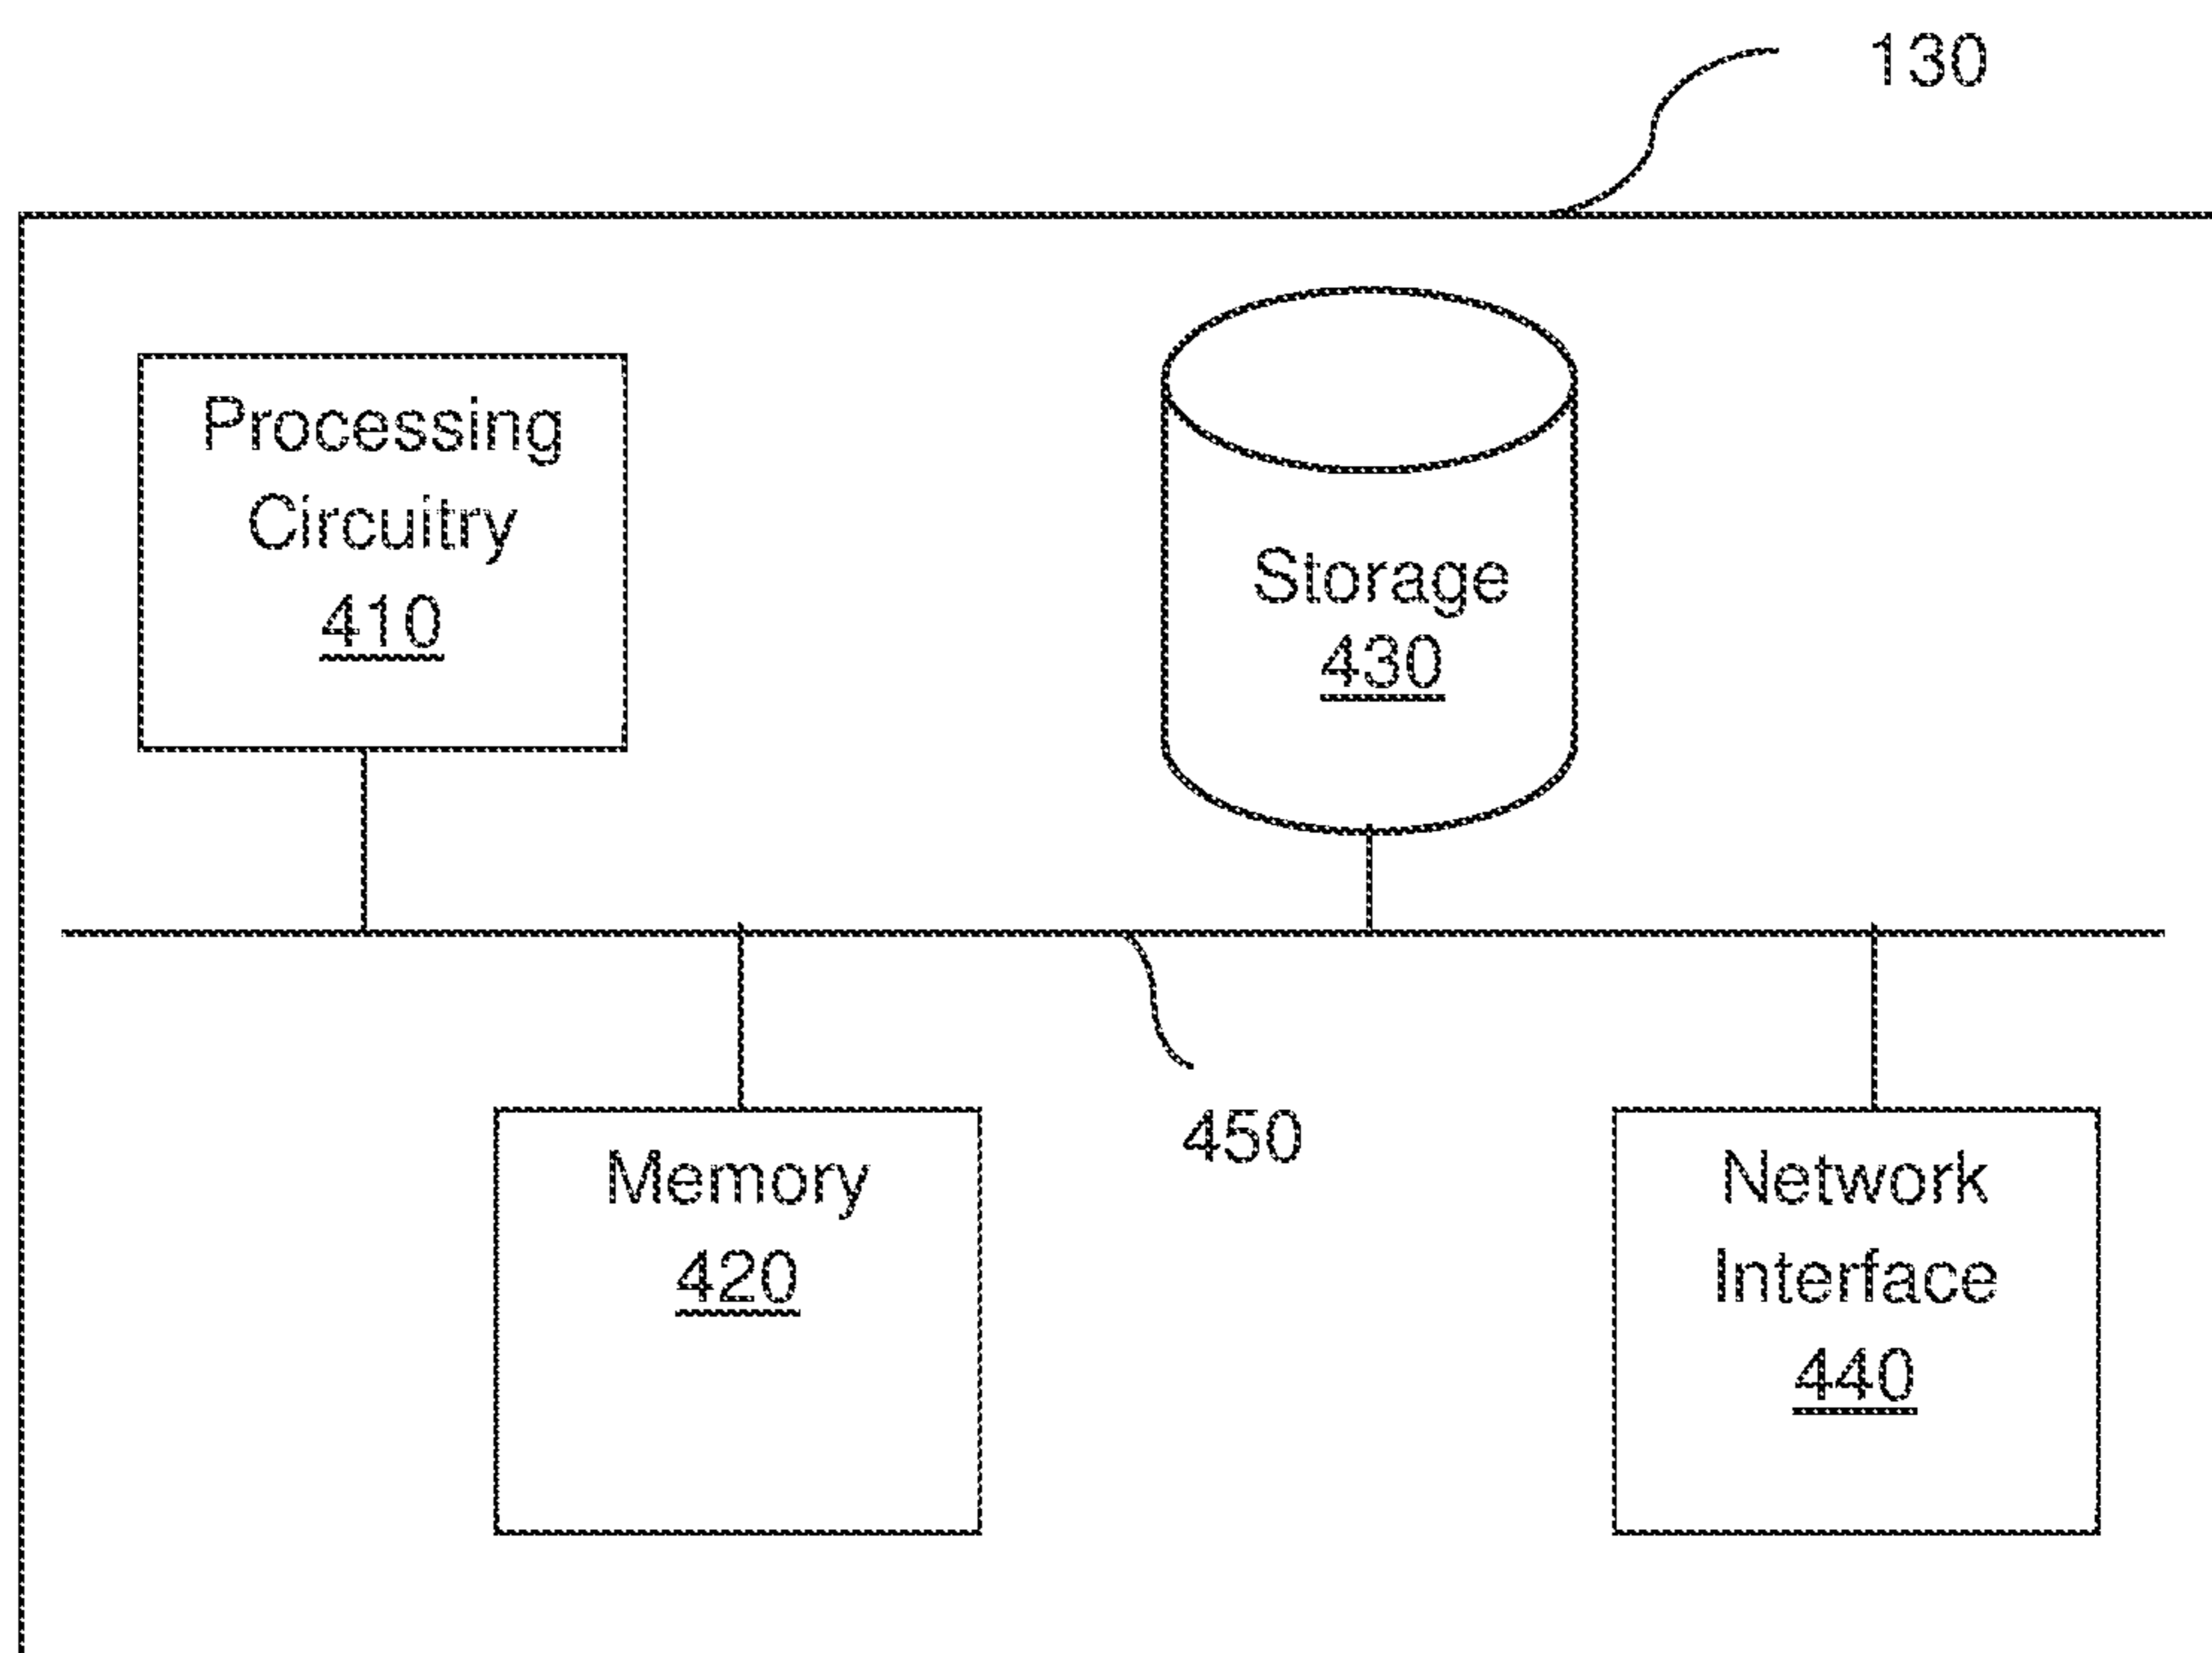 130
Processing
Circuitry
410
Storage
430
450
Memory
420
Network
Interface
440